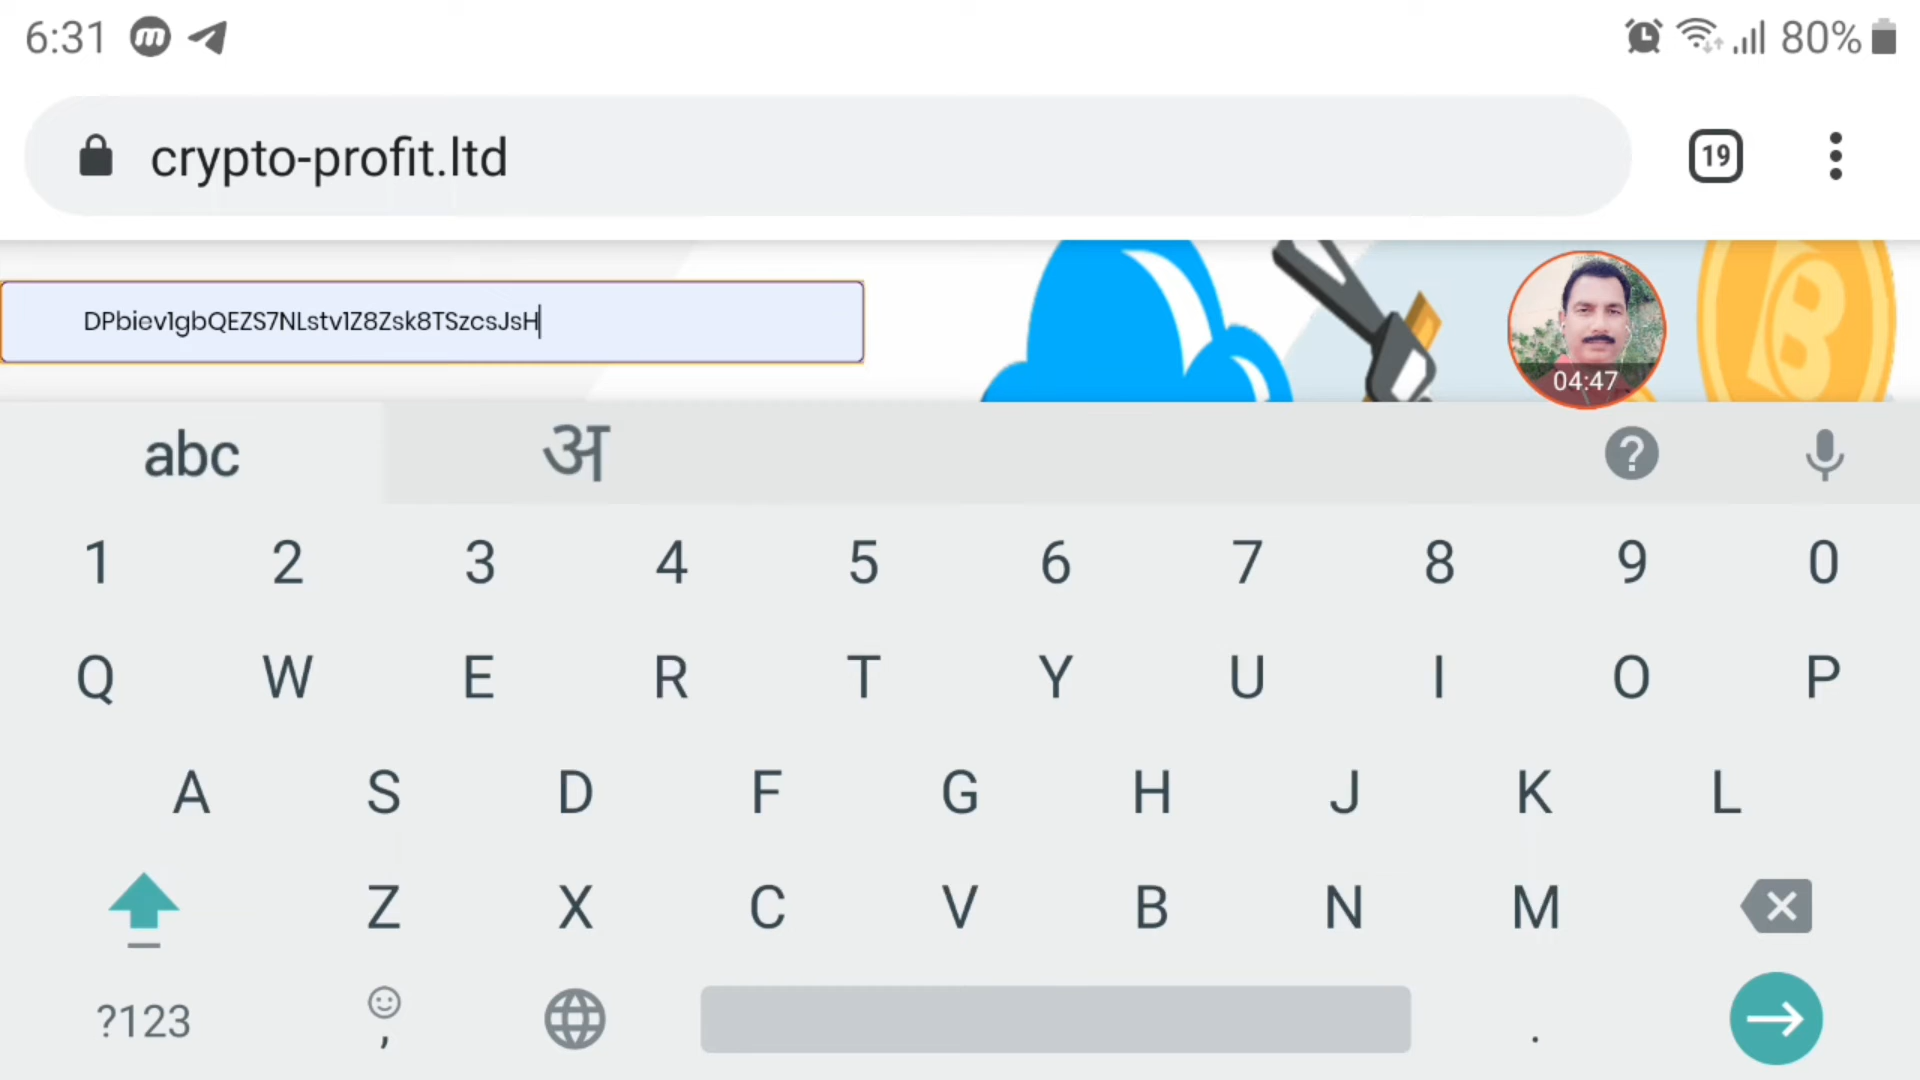 6:31 m 80%
crypto-profit.ltd 19
DPbiev1gbQEZS7NLstv1Z8Zsk8TSzcsJsH
B
04:47
abc अ ?
1 2 3 4 5 6 7 8 9 0
Q W E R T Y U I O P
A S D F G H J K L
Z X C V B N M
?123 , .